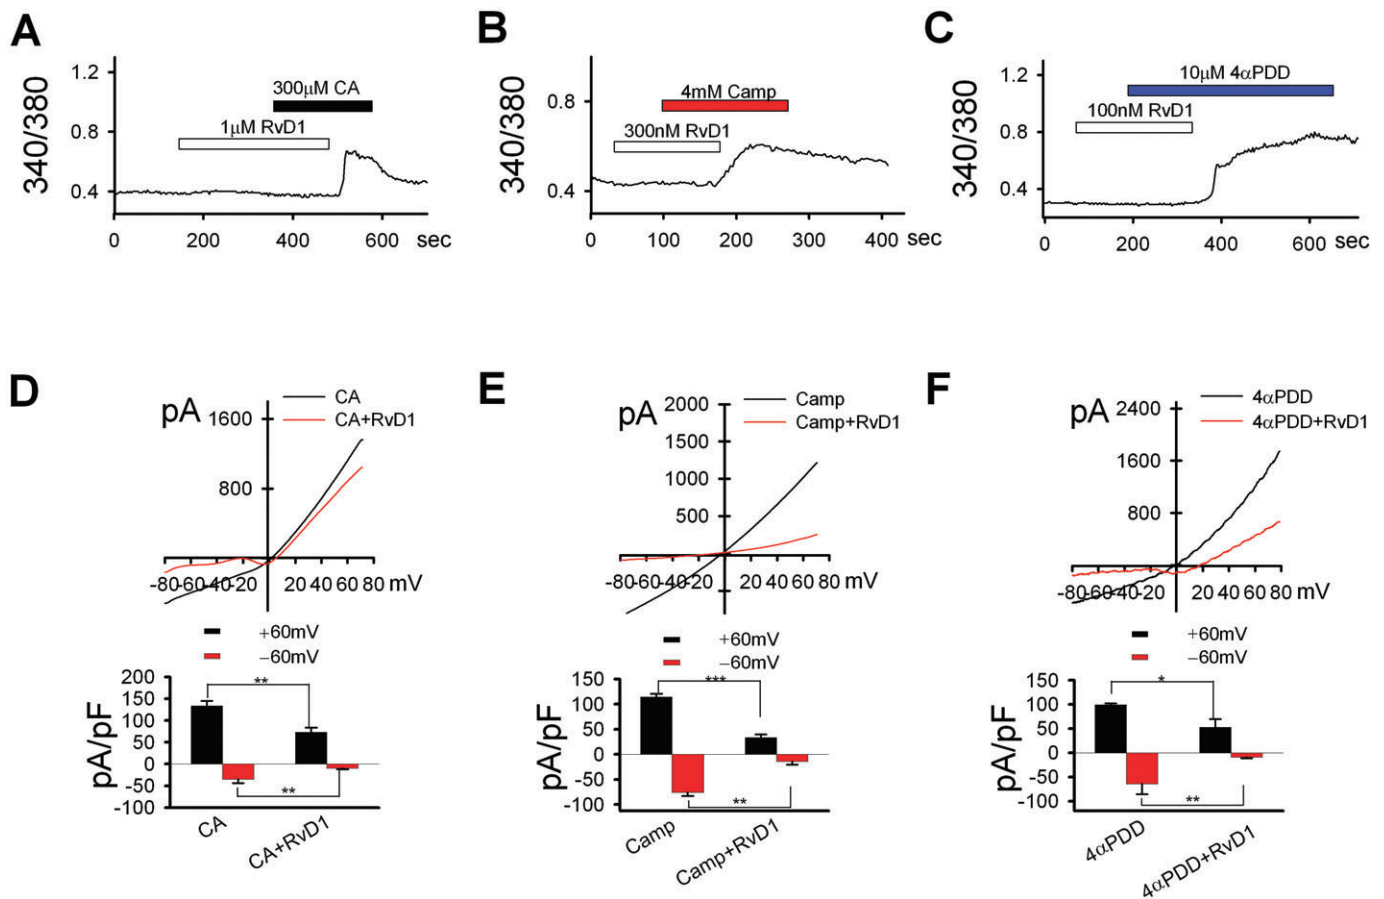 A
340/380
1.2
0.8
0.4
300μM CA
1μM RvD1
0 200 400 600 sec
B
340/380
0.8
0.4
4mM Camp
300nM RvD1
0 100 200 300 400 sec
C
340/380
1.2
0.8
0.4
10μM 4αPDD
100nM RvD1
0 200 400 600 sec
D
pA
CA
CA+RvD1
1600
800
-80 -60 -40 -20 20 40 60 80 mV
+60mV
−60mV
pA/pF
200
150
100
50
0
-50
-100
**
**
CA
CA+RvD1
E
pA
Camp
Camp+RvD1
2000
1500
1000
500
-80 -60 -40 -20 20 40 60 80 mV
+60mV
−60mV
pA/pF
150
100
50
0
-50
-100
***
**
Camp
Camp+RvD1
F
pA
4αPDD
4αPDD+RvD1
2400
1600
800
-80 -60 -40 -20 20 40 60 80 mV
+60mV
−60mV
pA/pF
150
100
50
0
-50
-100
*
**
4αPDD
4αPDD+RvD1